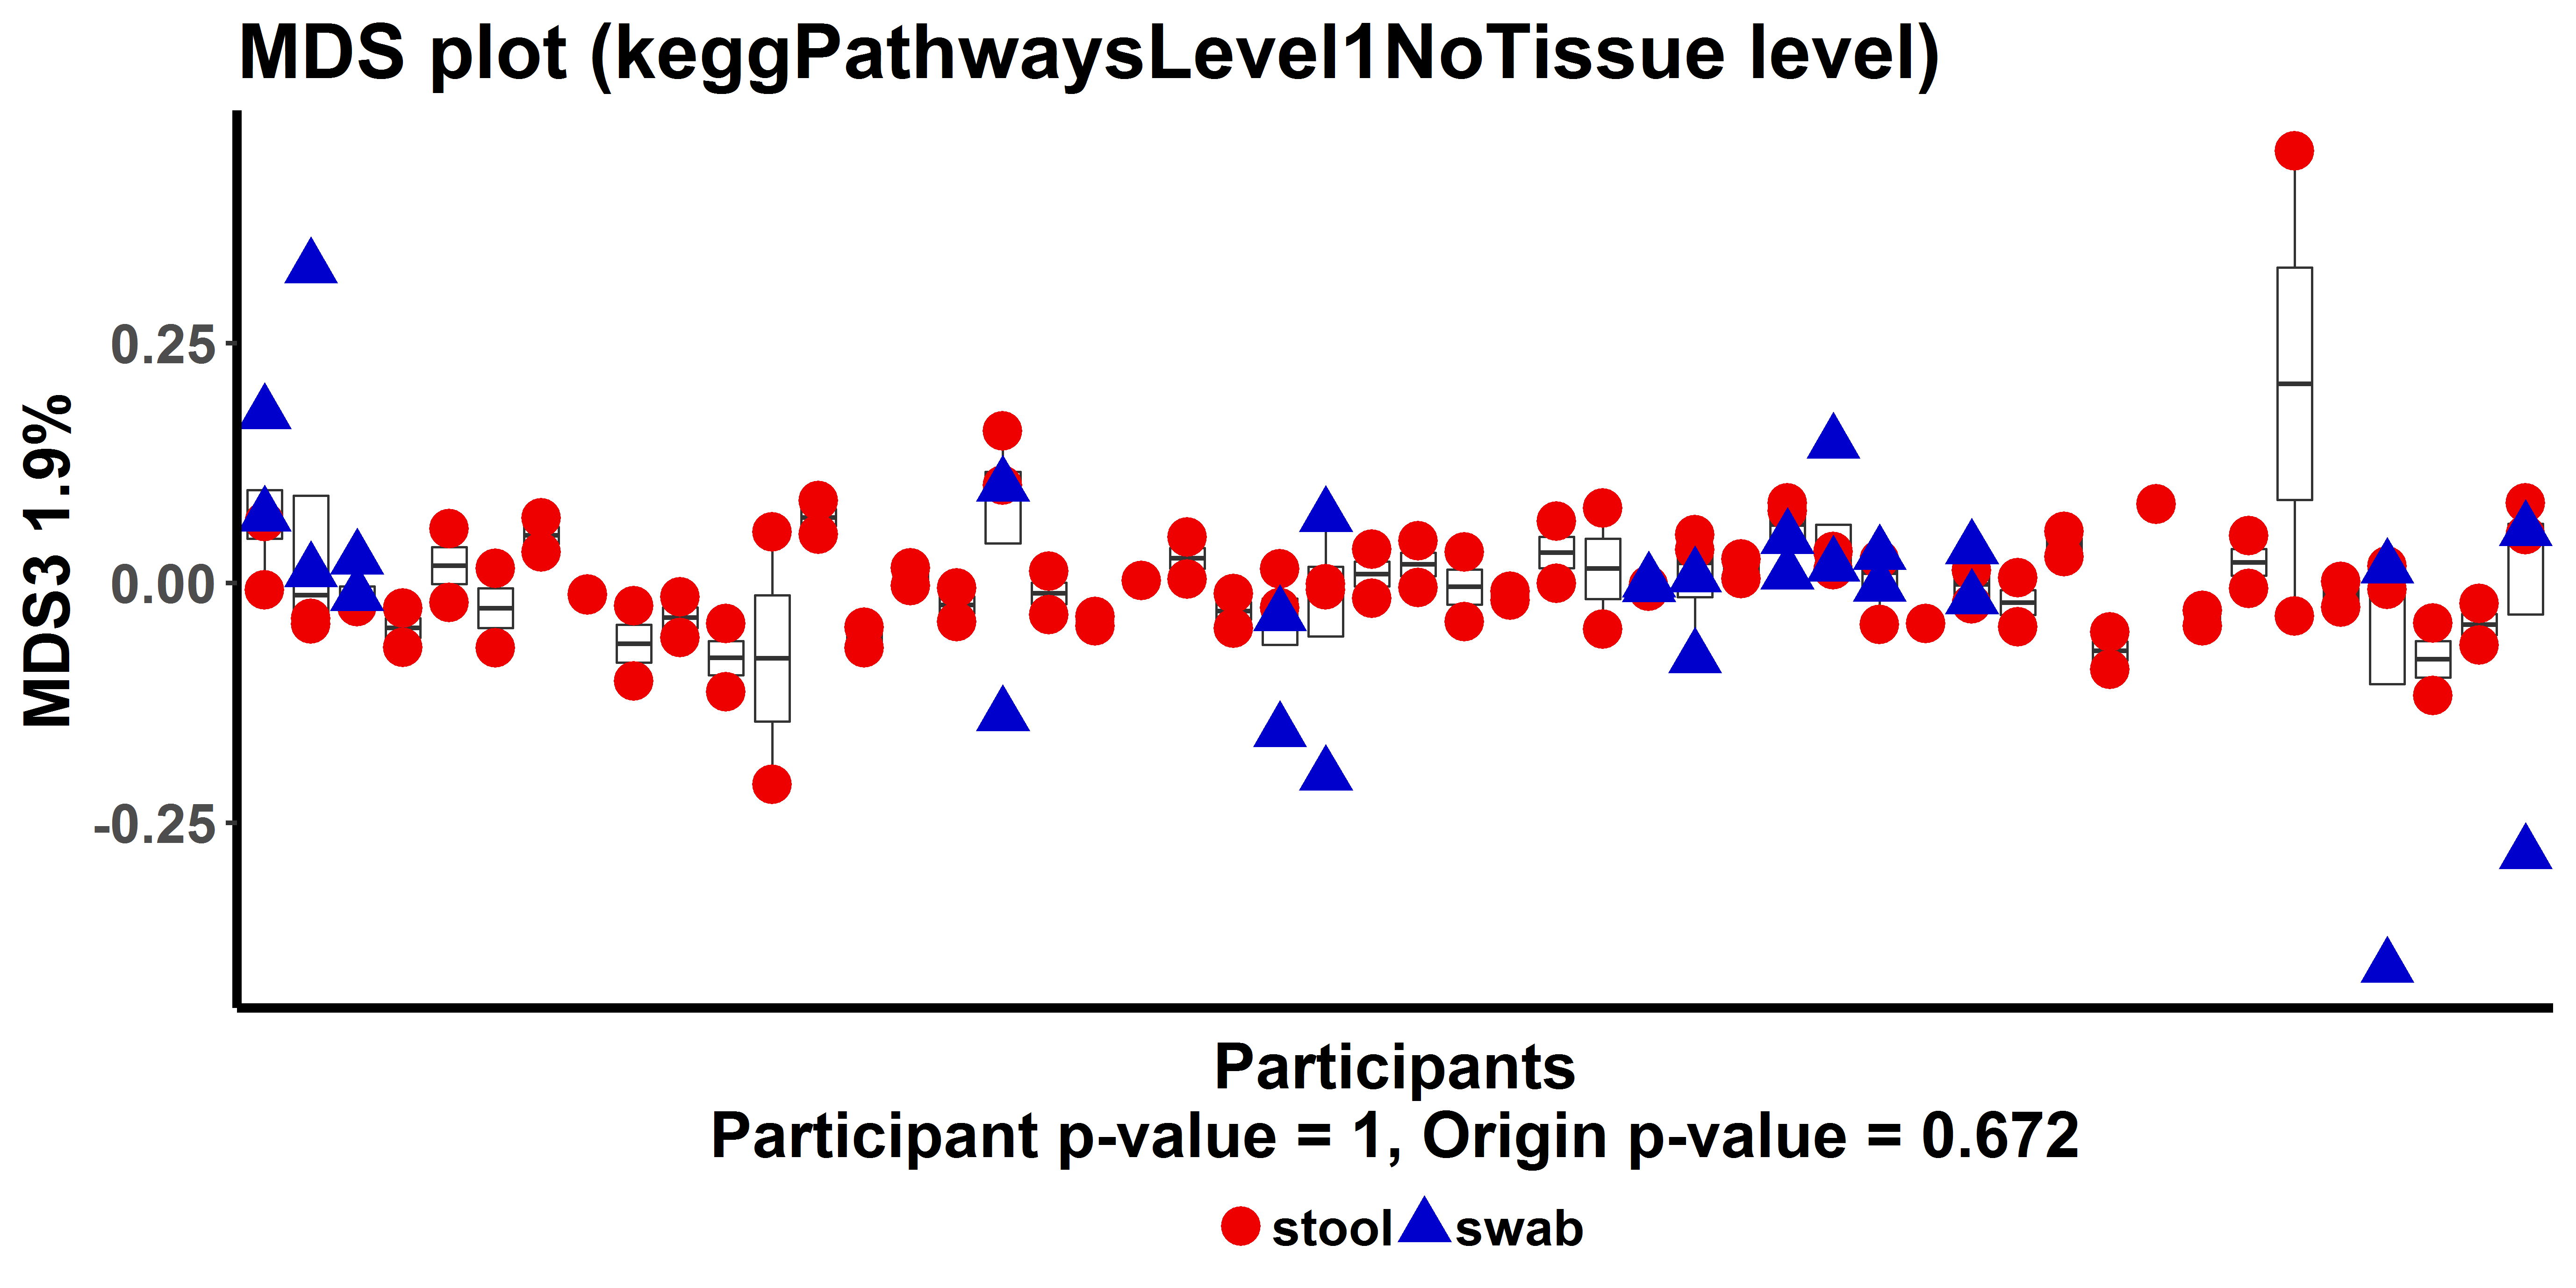 MDS plot (keggPathwaysLevel1NoTissue level)
MDS3 1.9%
0.25
0.00
-0.25
Participants
Participant p-value = 1, Origin p-value = 0.672
stool swab